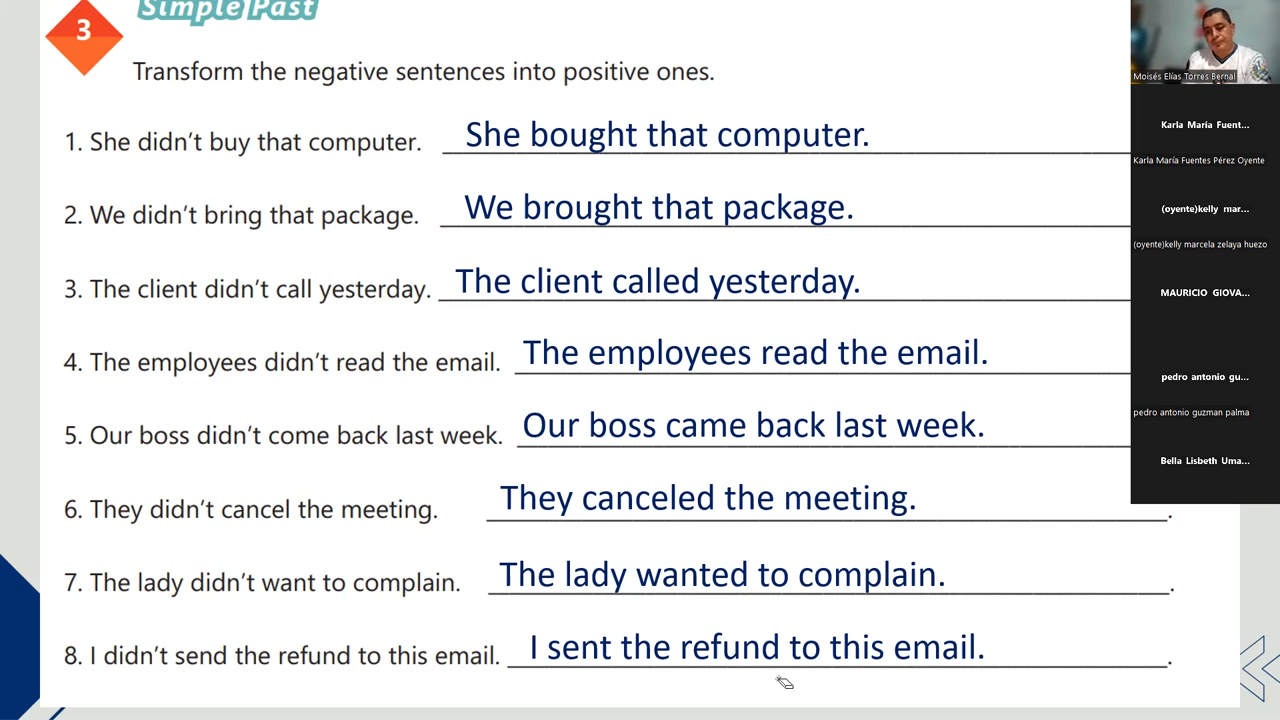 3
Simple Past
Transform the negative sentences into positive ones.
1. She didn't buy that computer. She bought that computer.
2. We didn't bring that package. We brought that package.
3. The client didn't call yesterday. The client called yesterday.
4. The employees didn't read the email. The employees read the email.
5. Our boss didn't come back last week. Our boss came back last week.
6. They didn't cancel the meeting. They canceled the meeting. .
7. The lady didn't want to complain. The lady wanted to complain. .
8. I didn't send the refund to this email. I sent the refund to this email. .
Moisés Elías Torres Bernal
Karla María Fuent...
Karla María Fuentes Pérez Oyente
(oyente)kelly mar...
(oyente)kelly marcela zelaya huezo
MAURICIO GIOVA...
pedro antonio gu...
pedro antonio guzman palma
Bella Lisbeth Uma...